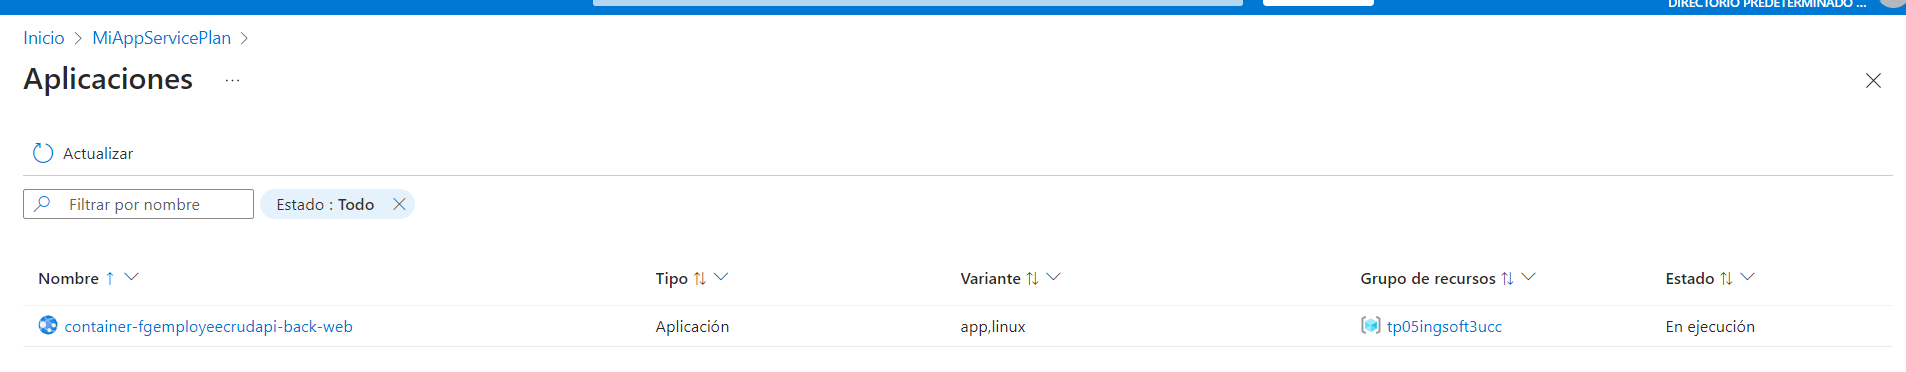 DIRECTORIO PREDETERMINADO ...
Inicio > MiAppServicePlan >
Aplicaciones ...
Actualizar
Filtrar por nombre Estado : Todo
Nombre Tipo Variante Grupo de recursos Estado
container-fgemployeecrudapi-back-web Aplicación app,linux tp05ingsoft3ucc En ejecución